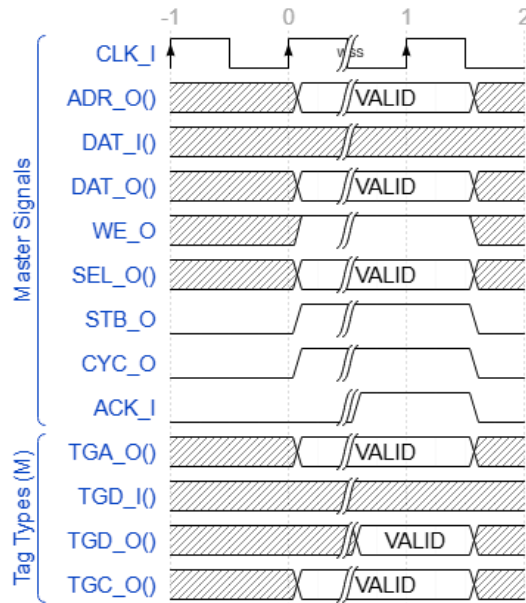 -1 0 1 2
CLK_I wss
ADR_O() VALID
DAT_I()
DAT_O() VALID
WE_O
SEL_O() VALID
STB_O
CYC_O
ACK_I
TGA_O() VALID
TGD_I()
TGD_O() VALID
TGC_O() VALID
Master Signals
Tag Types (M)